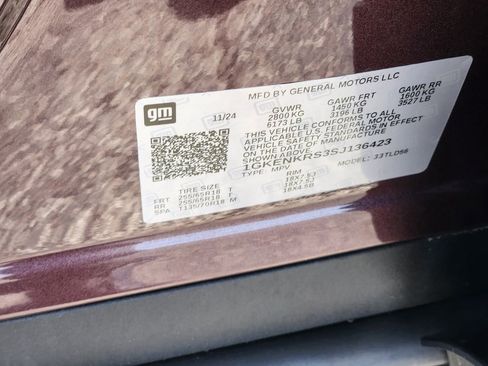 MFD BY GENERAL MOTORS LLC
gm
11/24 GVWR GAWR FRT GAWR RR
2800 KG 1450 KG 1600 KG
6173 LB 3196 LB 3527 LB
THIS VEHICLE CONFORMS TO ALL
APPLICABLE U.S. FEDERAL MOTOR
VEHICLE SAFETY STANDARDS IN EFFECT
ON THE DATE OF MANUFACTURE
SHOWN ABOVE.
1GKENKRS3SJ136423
TYPE: MPV MODEL: 33TLD56
TIRE SIZE RIM
FRT 255/65R18 T 18X7.5J
RR 255/65R18 T 18X7.5J
SPA T135/70R18 M 18X4.5B